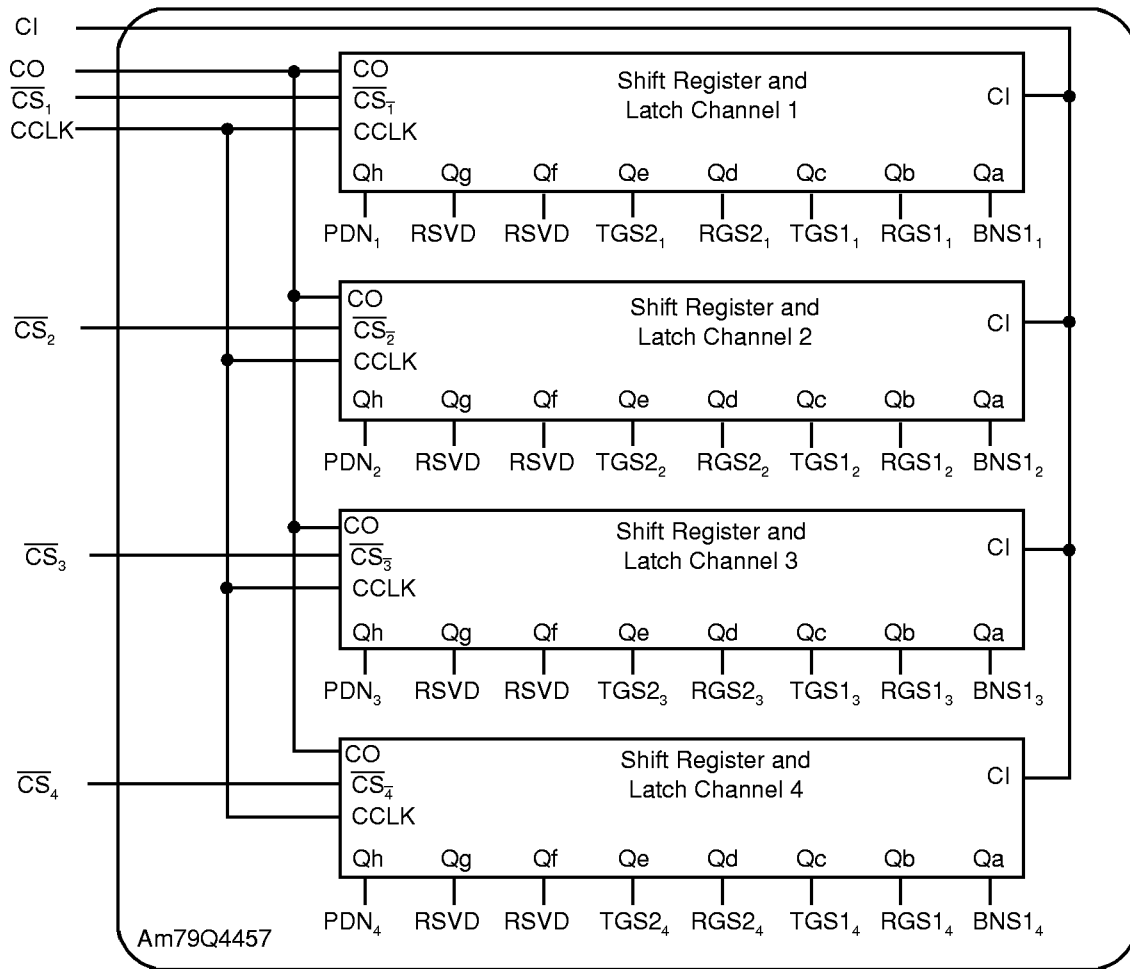 CI
CO
CS₁
CCLK
CO
CS₁
CCLK
Shift Register and
Latch Channel 1
CI
Qh Qg Qf Qe Qd Qc Qb Qa
PDN₁ RSVD RSVD TGS2₁ RGS2₁ TGS1₁ RGS1₁ BNS1₁
CS₂
CO
CS₂
CCLK
Shift Register and
Latch Channel 2
CI
Qh Qg Qf Qe Qd Qc Qb Qa
PDN₂ RSVD RSVD TGS2₂ RGS2₂ TGS1₂ RGS1₂ BNS1₂
CS₃
CO
CS₃
CCLK
Shift Register and
Latch Channel 3
CI
Qh Qg Qf Qe Qd Qc Qb Qa
PDN₃ RSVD RSVD TGS2₃ RGS2₃ TGS1₃ RGS1₃ BNS1₃
CS₄
CO
CS₄
CCLK
Shift Register and
Latch Channel 4
CI
Qh Qg Qf Qe Qd Qc Qb Qa
PDN₄ RSVD RSVD TGS2₄ RGS2₄ TGS1₄ RGS1₄ BNS1₄
Am79Q4457